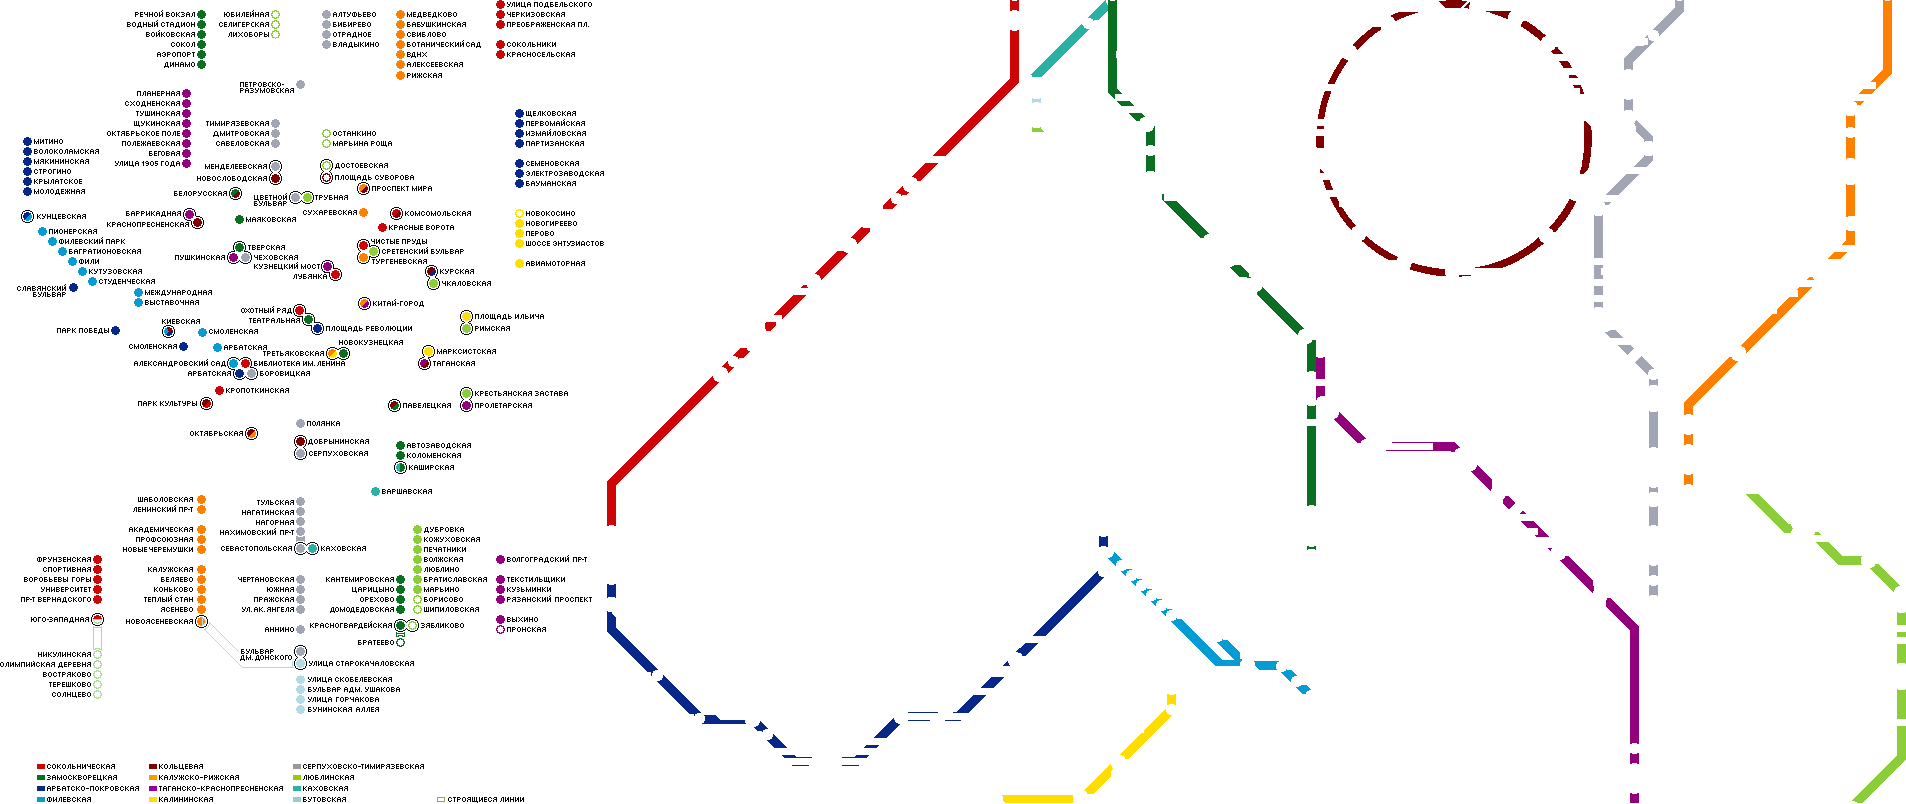 РЕЧНОЙ ВОКЗАЛ
ВОДНЫЙ СТАДИОН
ВОЙКОВСКАЯ
СОКОЛ
АЭРОПОРТ
ДИНАМО
ЮБИЛЕЙНАЯ
СЕЛИГЕРСКАЯ
ЛИХОБОРЫ
АЛТУФЬЕВО
БИБИРЕВО
ОТРАДНОЕ
ВЛАДЫКИНО
МЕДВЕДКОВО
БАБУШКИНСКАЯ
СВИБЛОВО
БОТАНИЧЕСКИЙ САД
ВДНХ
АЛЕКСЕЕВСКАЯ
РИЖСКАЯ
УЛИЦА ПОДБЕЛЬСКОГО
ЧЕРКИЗОВСКАЯ
ПРЕОБРАЖЕНСКАЯ ПЛ.
СОКОЛЬНИКИ
КРАСНОСЕЛЬСКАЯ
ПЕТРОВСКО-
РАЗУМОВСКАЯ
ПЛАНЕРНАЯ
СХОДНЕНСКАЯ
ТУШИНСКАЯ
ЩУКИНСКАЯ
ОКТЯБРЬСКОЕ ПОЛЕ
ПОЛЕЖАЕВСКАЯ
БЕГОВАЯ
УЛИЦА 1905 ГОДА
ТИМИРЯЗЕВСКАЯ
ДМИТРОВСКАЯ
САВЕЛОВСКАЯ
ОСТАНКИНО
МАРЬИНА РОЩА
ЩЕЛКОВСКАЯ
ПЕРВОМАЙСКАЯ
ИЗМАЙЛОВСКАЯ
ПАРТИЗАНСКАЯ
СЕМЕНОВСКАЯ
ЭЛЕКТРОЗАВОДСКАЯ
БАУМАНСКАЯ
МИТИНО
ВОЛОКОЛАМСКАЯ
МЯКИНИНСКАЯ
СТРОГИНО
КРЫЛАТСКОЕ
МОЛОДЕЖНАЯ
МЕНДЕЛЕЕВСКАЯ
НОВОСЛОБОДСКАЯ
ДОСТОЕВСКАЯ
ПЛОЩАДЬ СУВОРОВА
БЕЛОРУССКАЯ
ЦВЕТНОЙ
БУЛЬВАР
ТРУБНАЯ
ПРОСПЕКТ МИРА
КУНЦЕВСКАЯ
БАРРИКАДНАЯ
КРАСНОПРЕСНЕНСКАЯ
МАЯКОВСКАЯ
СУХАРЕВСКАЯ
КОМСОМОЛЬСКАЯ
КРАСНЫЕ ВОРОТА
НОВОКОСИНО
НОВОГИРЕЕВО
ПЕРОВО
ШОССЕ ЭНТУЗИАСТОВ
АВИАМОТОРНАЯ
ПИОНЕРСКАЯ
ФИЛЕВСКИЙ ПАРК
БАГРАТИОНОВСКАЯ
ФИЛИ
КУТУЗОВСКАЯ
СТУДЕНЧЕСКАЯ
СЛАВЯНСКИЙ
БУЛЬВАР
ТВЕРСКАЯ
ПУШКИНСКАЯ
ЧЕХОВСКАЯ
ЧИСТЫЕ ПРУДЫ
СРЕТЕНСКИЙ БУЛЬВАР
ТУРГЕНЕВСКАЯ
КУЗНЕЦКИЙ МОСТ
ЛУБЯНКА
КУРСКАЯ
ЧКАЛОВСКАЯ
МЕЖДУНАРОДНАЯ
ВЫСТАВОЧНАЯ
КИТАЙ-ГОРОД
ОХОТНЫЙ РЯД
ТЕАТРАЛЬНАЯ
ПЛОЩАДЬ РЕВОЛЮЦИИ
ПЛОЩАДЬ ИЛЬИЧА
РИМСКАЯ
ПАРК ПОБЕДЫ
КИЕВСКАЯ
СМОЛЕНСКАЯ
СМОЛЕНСКАЯ
АРБАТСКАЯ
НОВОКУЗНЕЦКАЯ
ТРЕТЬЯКОВСКАЯ
МАРКСИСТСКАЯ
ТАГАНСКАЯ
АЛЕКСАНДРОВСКИЙ САД
БИБЛИОТЕКА ИМ. ЛЕНИНА
АРБАТСКАЯ
БОРОВИЦКАЯ
КРОПОТКИНСКАЯ
ПАРК КУЛЬТУРЫ
ПАВЕЛЕЦКАЯ
КРЕСТЬЯНСКАЯ ЗАСТАВА
ПРОЛЕТАРСКАЯ
ОКТЯБРЬСКАЯ
ПОЛЯНКА
ДОБРЫНИНСКАЯ
СЕРПУХОВСКАЯ
АВТОЗАВОДСКАЯ
КОЛОМЕНСКАЯ
КАШИРСКАЯ
ВАРШАВСКАЯ
ШАБОЛОВСКАЯ
ЛЕНИНСКИЙ ПР-Т
АКАДЕМИЧЕСКАЯ
ПРОФСОЮЗНАЯ
НОВЫЕ ЧЕРЕМУШКИ
КАЛУЖСКАЯ
БЕЛЯЕВО
КОНЬКОВО
ТЕПЛЫЙ СТАН
ЯСЕНЕВО
НОВОЯСЕНЕВСКАЯ
ТУЛЬСКАЯ
НАГАТИНСКАЯ
НАГОРНАЯ
НАХИМОВСКИЙ ПР-Т
СЕВАСТОПОЛЬСКАЯ
КАХОВСКАЯ
ЧЕРТАНОВСКАЯ
ЮЖНАЯ
ПРАЖСКАЯ
УЛ. АК. ЯНГЕЛЯ
АННИНО
БУЛЬВАР
ДМ. ДОНСКОГО
УЛИЦА СТАРОКАЧАЛОВСКАЯ
УЛИЦА СКОБЕЛЕВСКАЯ
БУЛЬВАР АДМ. УШАКОВА
УЛИЦА ГОРЧАКОВА
БУНИНСКАЯ АЛЛЕЯ
ДУБРОВКА
КОЖУХОВСКАЯ
ПЕЧАТНИКИ
ВОЛЖСКАЯ
ЛЮБЛИНО
БРАТИСЛАВСКАЯ
МАРЬИНО
БОРИСОВО
ШИПИЛОВСКАЯ
ЗЯБЛИКОВО
КАНТЕМИРОВСКАЯ
ЦАРИЦЫНО
ОРЕХОВО
ДОМОДЕДОВСКАЯ
КРАСНОГВАРДЕЙСКАЯ
БРАТЕЕВО
ВОЛГОГРАДСКИЙ ПР-Т
ТЕКСТИЛЬЩИКИ
КУЗЬМИНКИ
РЯЗАНСКИЙ ПРОСПЕКТ
ВЫХИНО
ПРОНСКАЯ
ФРУНЗЕНСКАЯ
СПОРТИВНАЯ
ВОРОБЬЕВЫ ГОРЫ
УНИВЕРСИТЕТ
ПР-Т ВЕРНАДСКОГО
ЮГО-ЗАПАДНАЯ
НИКУЛИНСКАЯ
ОЛИМПИЙСКАЯ ДЕРЕВНЯ
ВОСТРЯКОВО
ТЕРЕШКОВО
СОЛНЦЕВО
СОКОЛЬНИЧЕСКАЯ
ЗАМОСКВОРЕЦКАЯ
АРБАТСКО-ПОКРОВСКАЯ
ФИЛЕВСКАЯ
КОЛЬЦЕВАЯ
КАЛУЖСКО-РИЖСКАЯ
ТАГАНСКО-КРАСНОПРЕСНЕНСКАЯ
КАЛИНИНСКАЯ
СЕРПУХОВСКО-ТИМИРЯЗЕВСКАЯ
ЛЮБЛИНСКАЯ
КАХОВСКАЯ
БУТОВСКАЯ
СТРОЯЩИЕСЯ ЛИНИИ